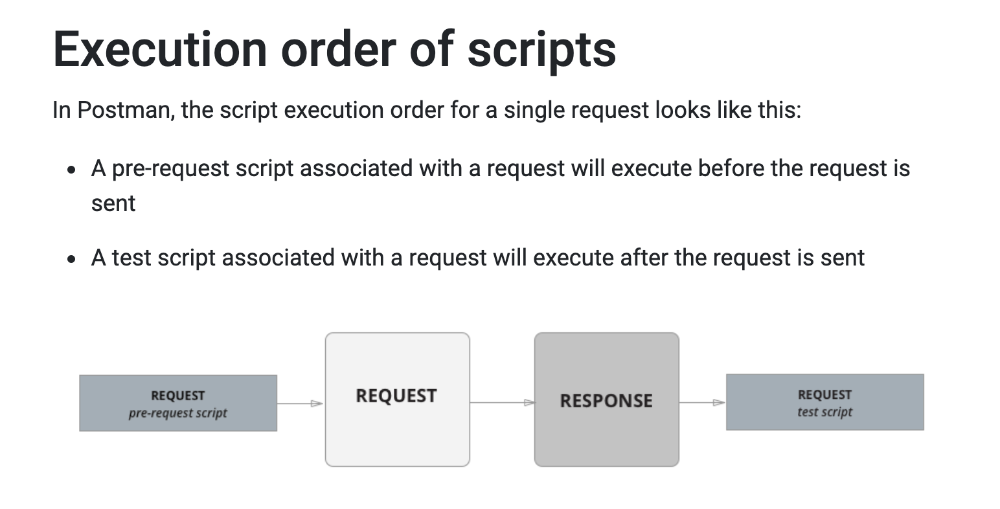 Execution order of scripts
In Postman, the script execution order for a single request looks like this:
A pre-request script associated with a request will execute before the request is
sent
A test script associated with a request will execute after the request is sent
REQUEST
pre-request script
REQUEST
RESPONSE
REQUEST
test script